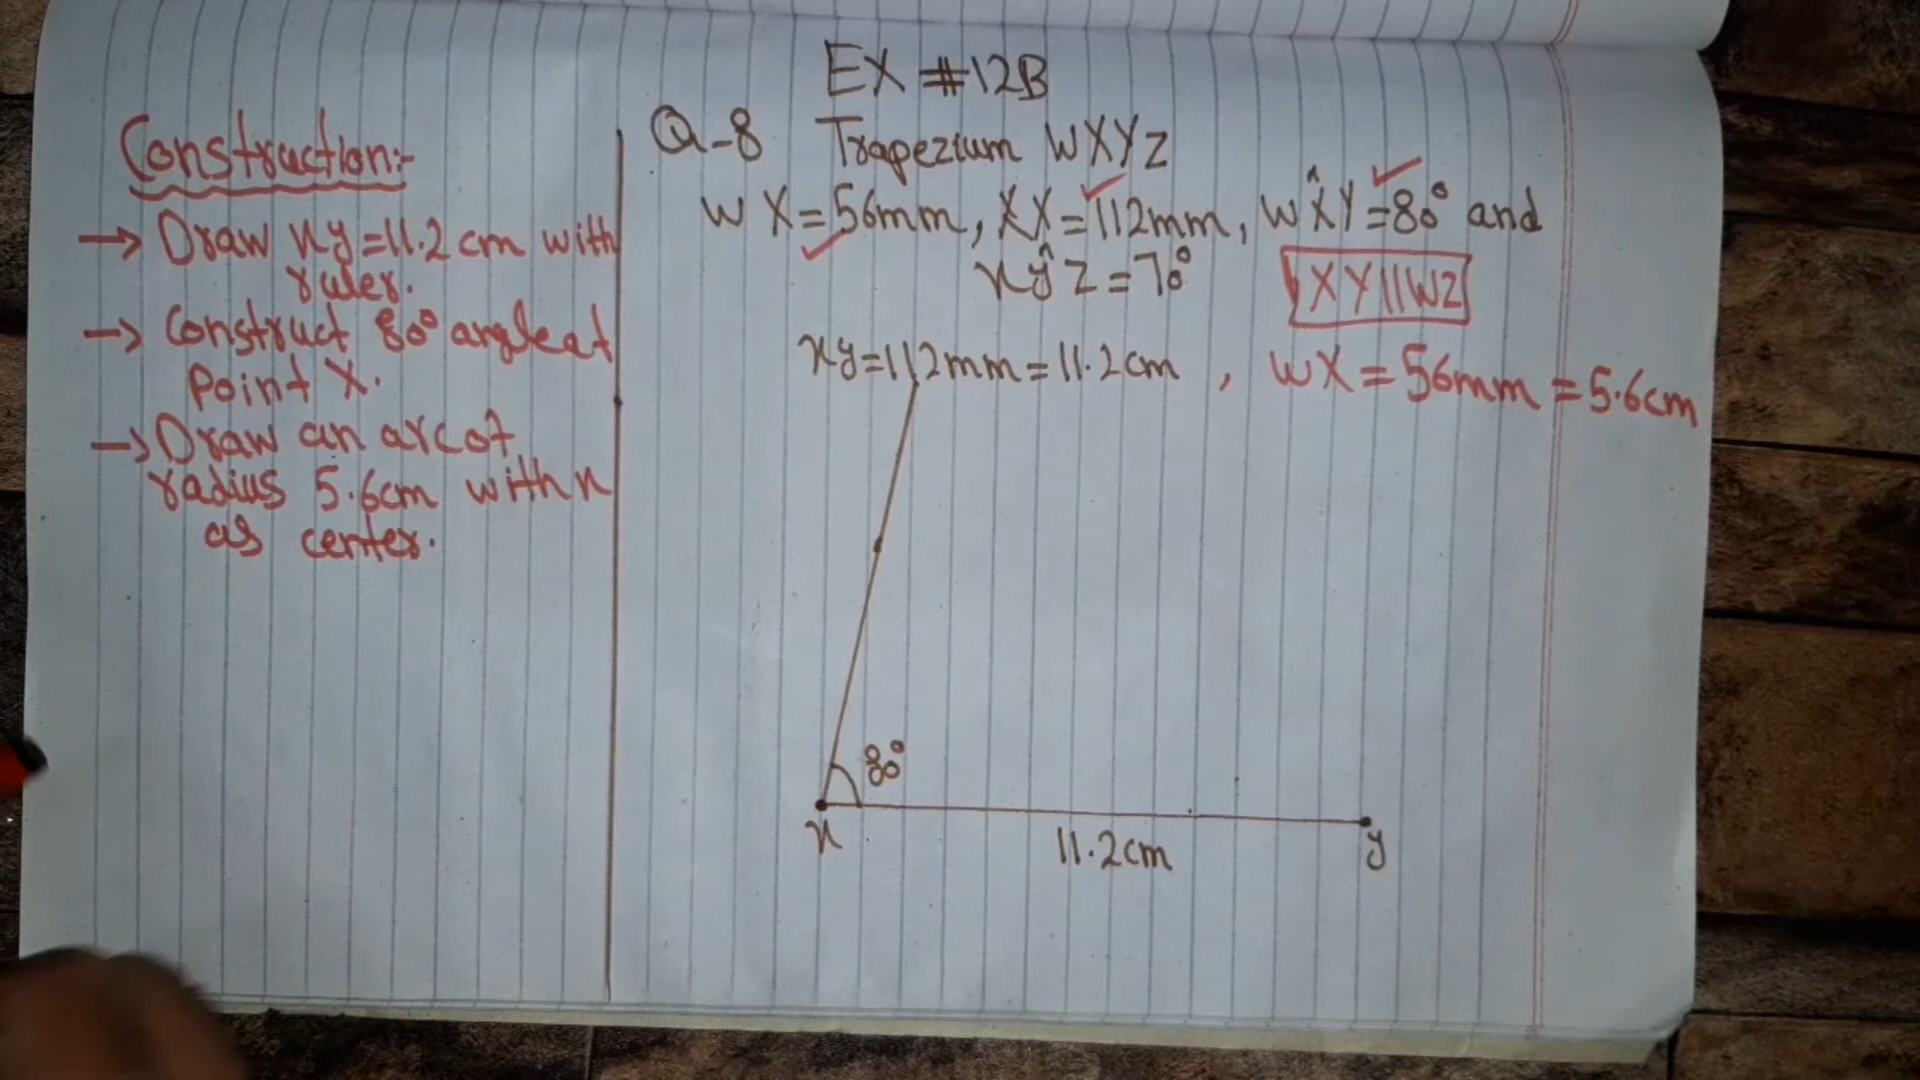 EX #12B
Construction:-
→ Draw xy=11.2cm with
ruler.
→ Construct 80° angle at
Point X.
→ Draw an arc of
radius 5.6cm with x
as center.
Q-8 Trapezium WXYZ
WX=56mm, XY=112mm, WX̂Y=80° and
xŷz=70° XY||WZ
xy=112mm=11.2cm, WX=56mm=5.6cm
80°
x
11.2cm
y